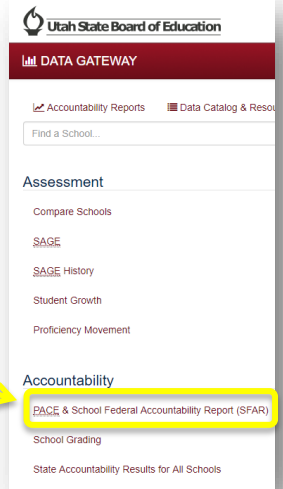 Utah State Board of Education
DATA GATEWAY
Accountability Reports Data Catalog & Resou
Find a School...
Assessment
Compare Schools
SAGE
SAGE History
Student Growth
Proficiency Movement
Accountability
PACE & School Federal Accountability Report (SFAR)
School Grading
State Accountability Results for All Schools